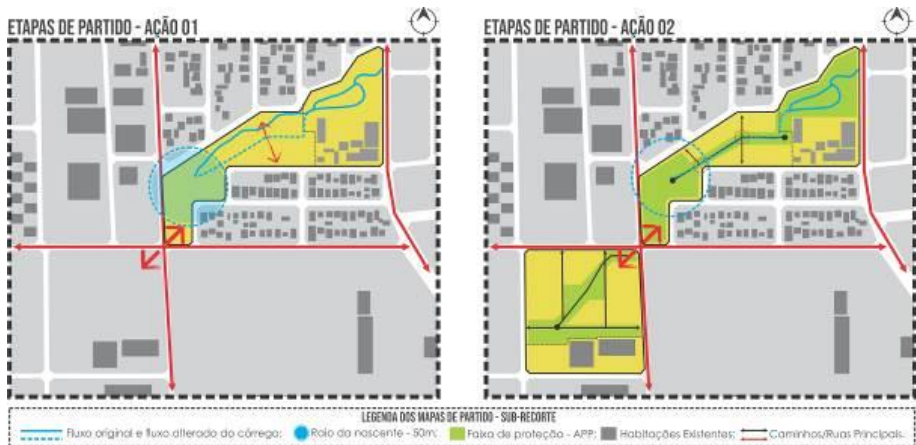 ETAPAS DE PARTIDO - AÇÃO 01
ETAPAS DE PARTIDO - AÇÃO 02
LEGENDA DOS MAPAS DE PARTIDO - SUB-RECORTE
Fluxo original e fluxo alterado do córrego; Raio da nascente - 50m; Faixa de proteção - APP; Habitações Existentes; Caminhos/Ruas Principais.